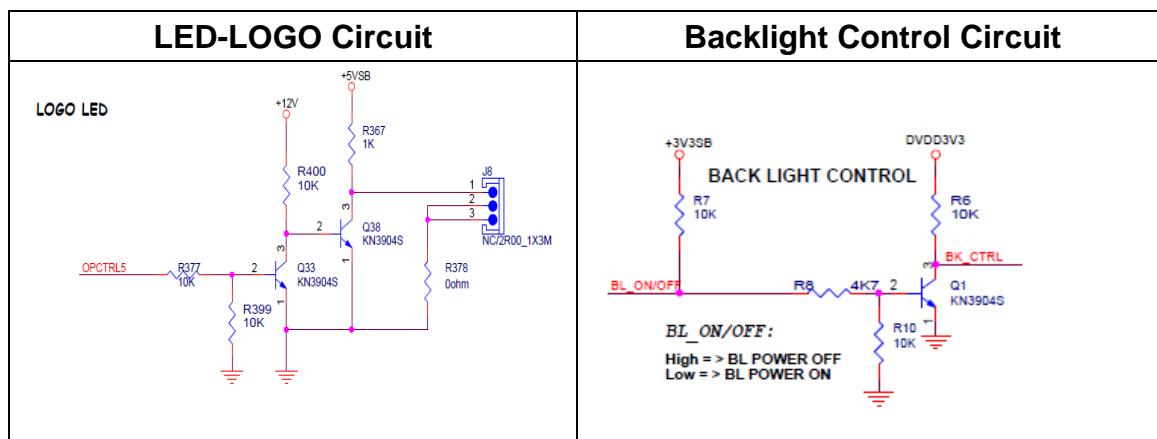 LED-LOGO Circuit
Backlight Control Circuit
LOGO LED
+5VSB
+12V
R367
1K
R400
10K
J8
1
2
3
3
2
Q38
KN3904S
NC/2R00_1X3M
1
3
OPCTRL5
R377
10K
2
Q33
KN3904S
R378
0ohm
1
R399
10K
+3V3SB
DVDD3V3
BACK LIGHT CONTROL
R7
10K
R6
10K
3
BK_CTRL
BL_ON/OFF
R8
4K7
2
Q1
KN3904S
1
R10
10K
BL_ON/OFF:
High = > BL POWER OFF
Low = > BL POWER ON